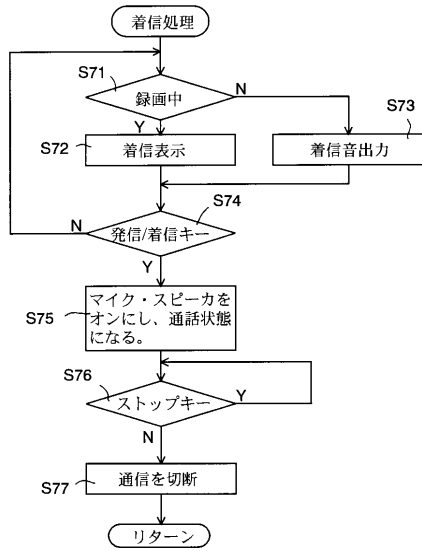 着信処理
S71
録画中
N
S73
Y
S72
着信表示
着信音出力
S74
N
発信/着信キー
Y
S75
マイク・スピーカを
オンにし、通話状態
になる。
S76
ストップキー
Y
N
S77
通信を切断
リターン